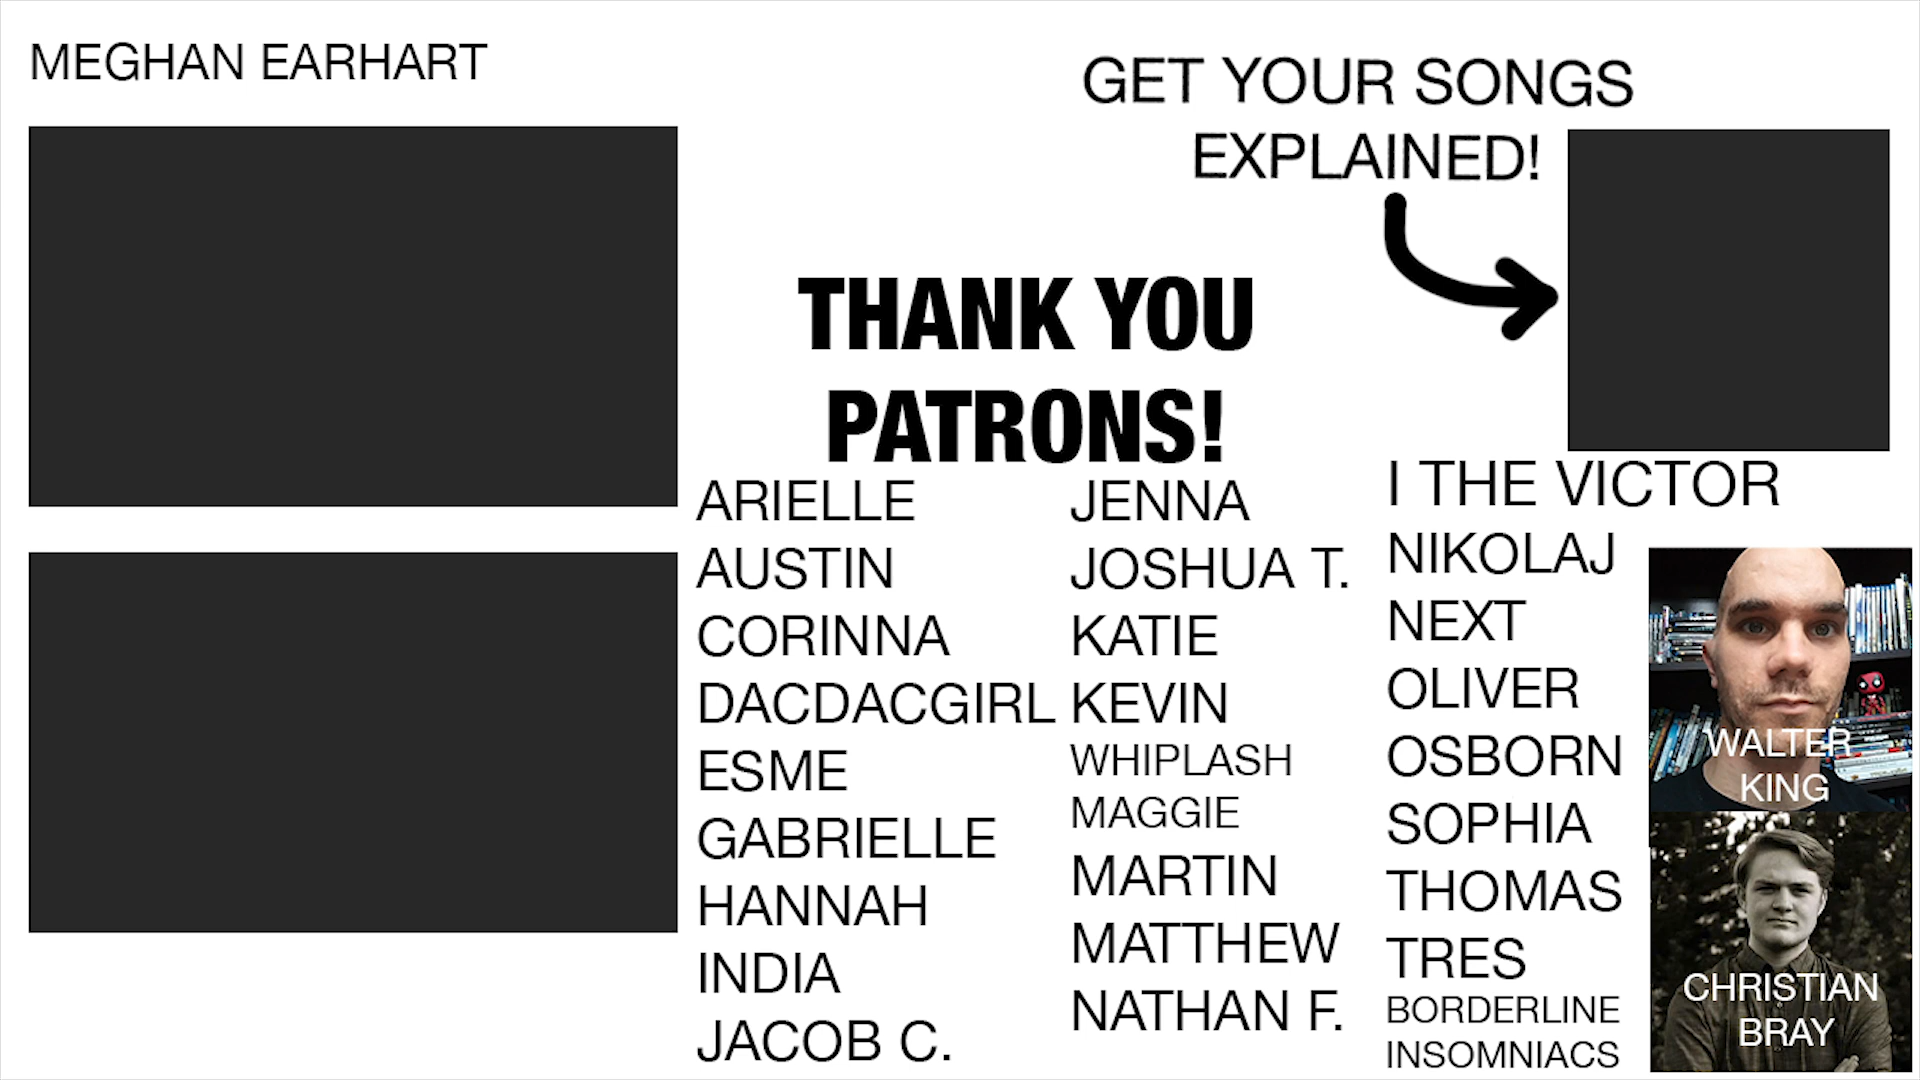 MEGHAN EARHART
GET YOUR SONGS
EXPLAINED!
THANK YOU
PATRONS!
ARIELLE
AUSTIN
CORINNA
DACDACGIRL
ESME
GABRIELLE
HANNAH
INDIA
JACOB C.
JENNA
JOSHUA T.
KATIE
KEVIN
WHIPLASH
MAGGIE
MARTIN
MATTHEW
NATHAN F.
I THE VICTOR
NIKOLAJ
NEXT
OLIVER
OSBORN
SOPHIA
THOMAS
TRES
BORDERLINE
INSOMNIACS
WALTER
KING
CHRISTIAN
BRAY